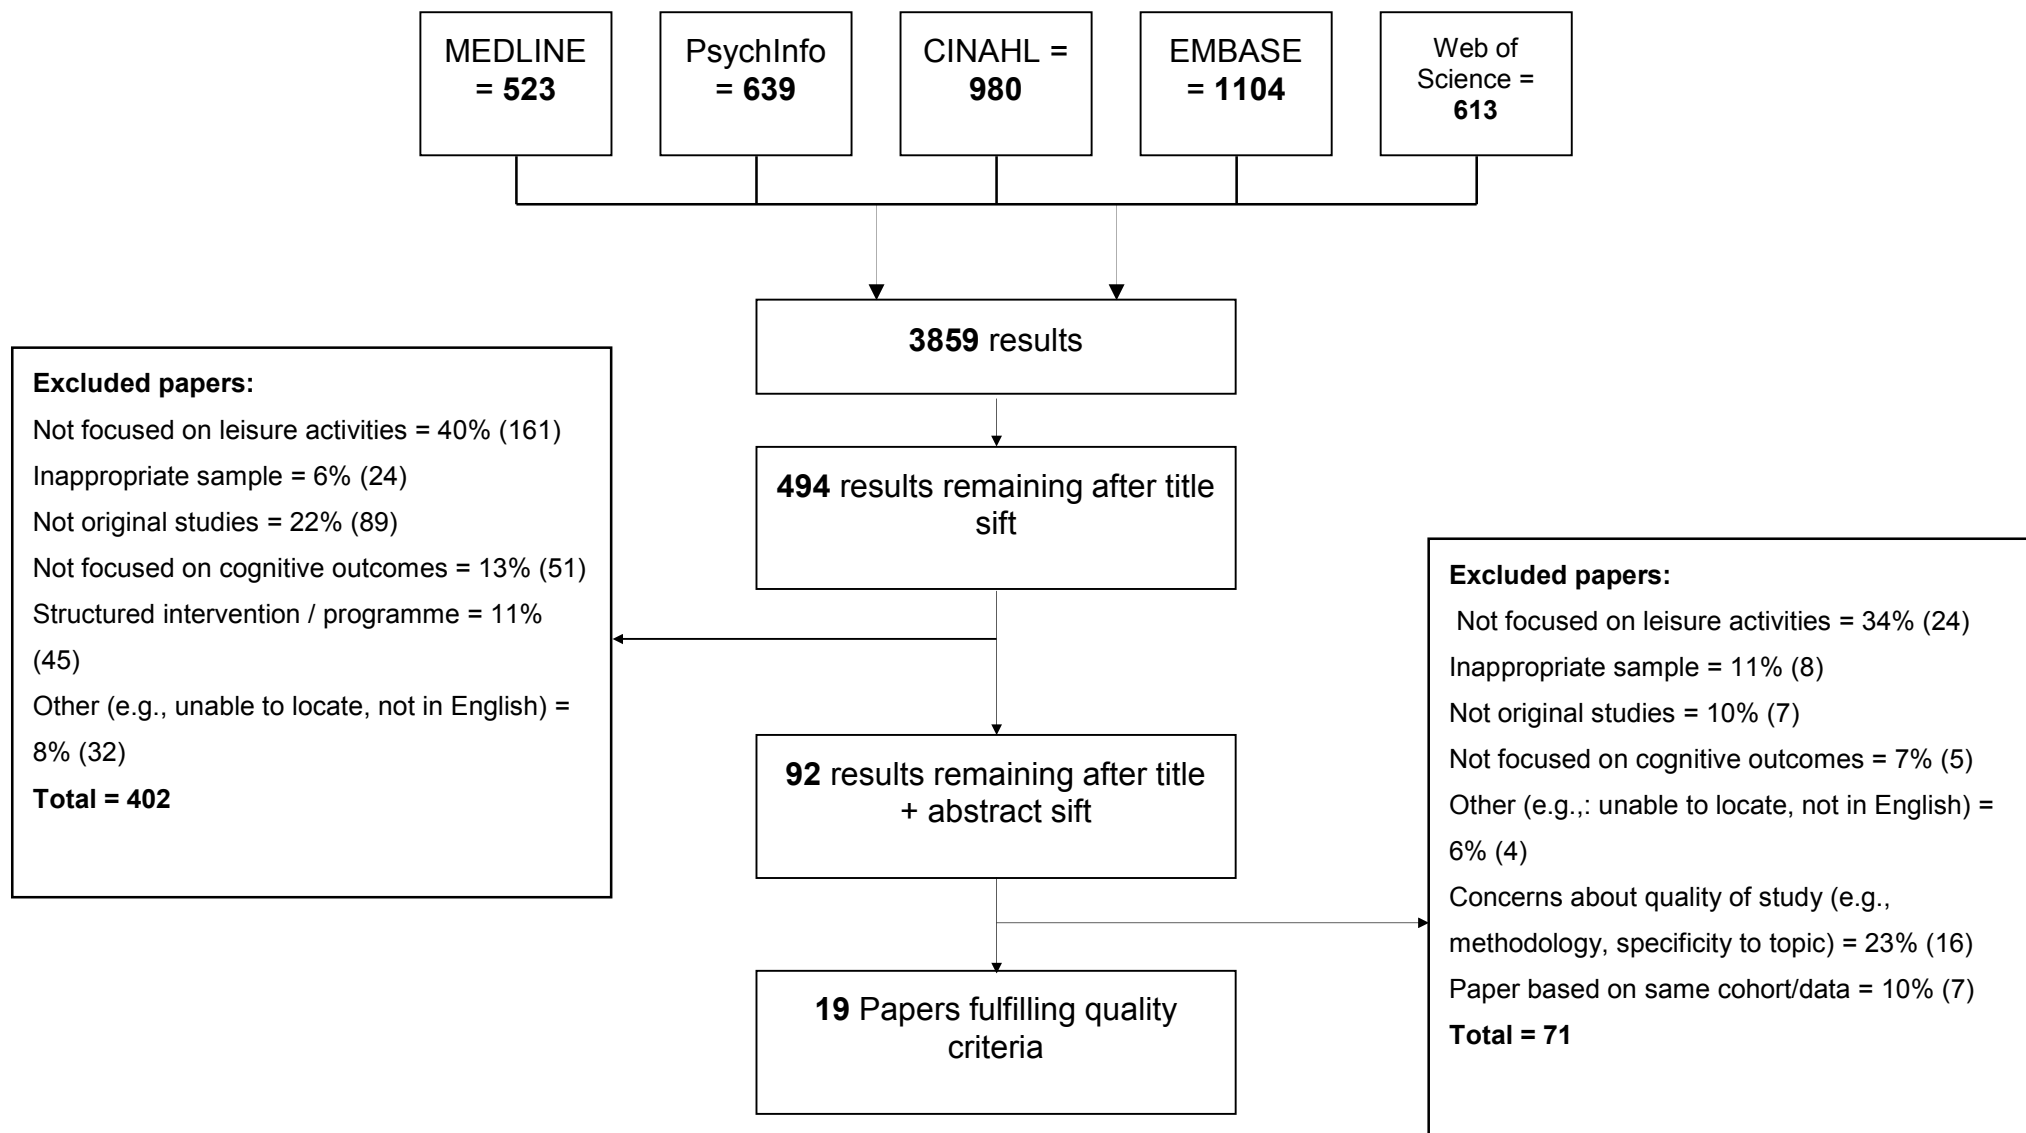 MEDLINE
= 523
PsychInfo
= 639
CINAHL =
980
EMBASE
= 1104
Web of
Science =
613
3859 results
494 results remaining after title
sift
Excluded papers:
Not focused on leisure activities = 40% (161)
Inappropriate sample = 6% (24)
Not original studies = 22% (89)
Not focused on cognitive outcomes = 13% (51)
Structured intervention / programme = 11%
(45)
Other (e.g., unable to locate, not in English) =
8% (32)
Total = 402
92 results remaining after title
+ abstract sift
Excluded papers:
Not focused on leisure activities = 34% (24)
Inappropriate sample = 11% (8)
Not original studies = 10% (7)
Not focused on cognitive outcomes = 7% (5)
Other (e.g.,: unable to locate, not in English) =
6% (4)
Concerns about quality of study (e.g.,
methodology, specificity to topic) = 23% (16)
Paper based on same cohort/data = 10% (7)
Total = 71
19 Papers fulfilling quality
criteria